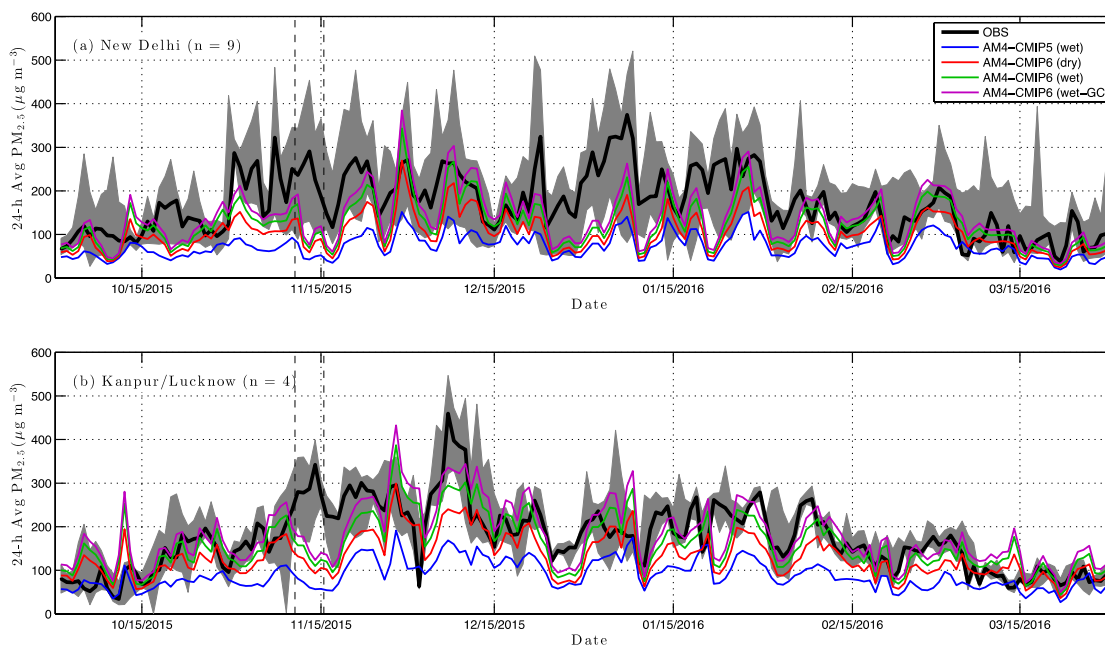 600
500
400
300
200
100
0
24-h Avg PM2.5 (μg m−3)
(a) New Delhi (n = 9)
OBS
AM4-CMIP5 (wet)
AM4-CMIP6 (dry)
AM4-CMIP6 (wet)
AM4-CMIP6 (wet-GC
10/15/2015
11/15/2015
12/15/2015
01/15/2016
02/15/2016
03/15/2016
Date
600
500
400
300
200
100
0
24-h Avg PM2.5 (μg m−3)
(b) Kanpur/Lucknow (n = 4)
10/15/2015
11/15/2015
12/15/2015
01/15/2016
02/15/2016
03/15/2016
Date